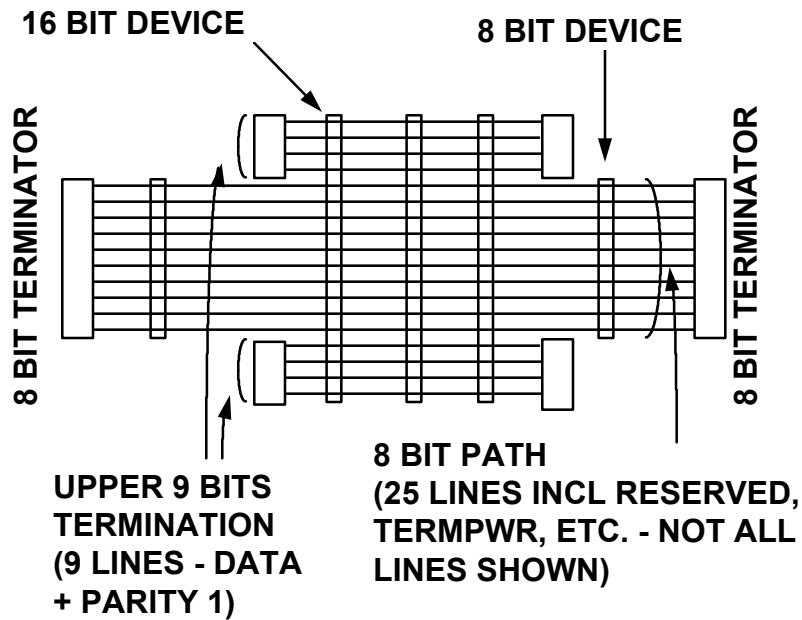 16 BIT DEVICE
8 BIT DEVICE
8 BIT TERMINATOR
8 BIT TERMINATOR
UPPER 9 BITS
TERMINATION
(9 LINES - DATA
+ PARITY 1)
8 BIT PATH
(25 LINES INCL RESERVED,
TERMPWR, ETC. - NOT ALL
LINES SHOWN)